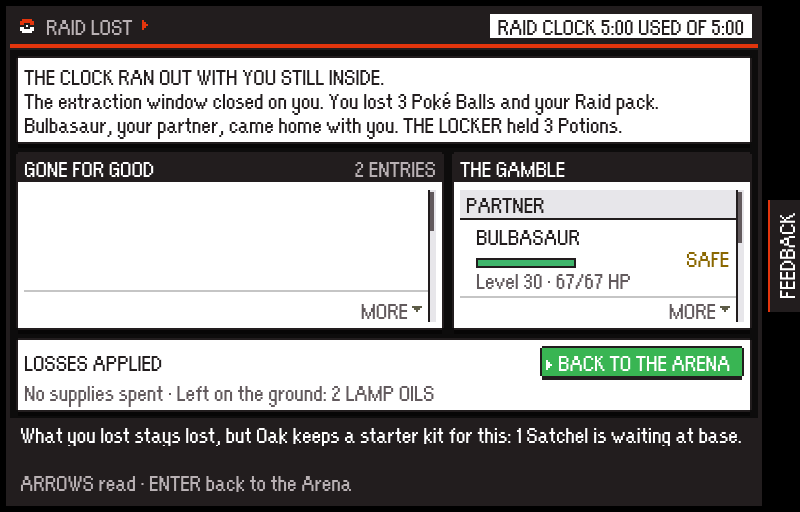 RAID LOST
RAID CLOCK 5:00 USED OF 5:00
THE CLOCK RAN OUT WITH YOU STILL INSIDE.
The extraction window closed on you. You lost 3 Poké Balls and your Raid pack.
Bulbasaur, your partner, came home with you. THE LOCKER held 3 Potions.
GONE FOR GOOD
2 ENTRIES
MORE
THE GAMBLE
PARTNER
BULBASAUR
SAFE
Level 30 · 67/67 HP
MORE
LOSSES APPLIED
No supplies spent · Left on the ground: 2 LAMP OILS
BACK TO THE ARENA
What you lost stays lost, but Oak keeps a starter kit for this: 1 Satchel is waiting at base.
ARROWS read · ENTER back to the Arena
FEEDBACK